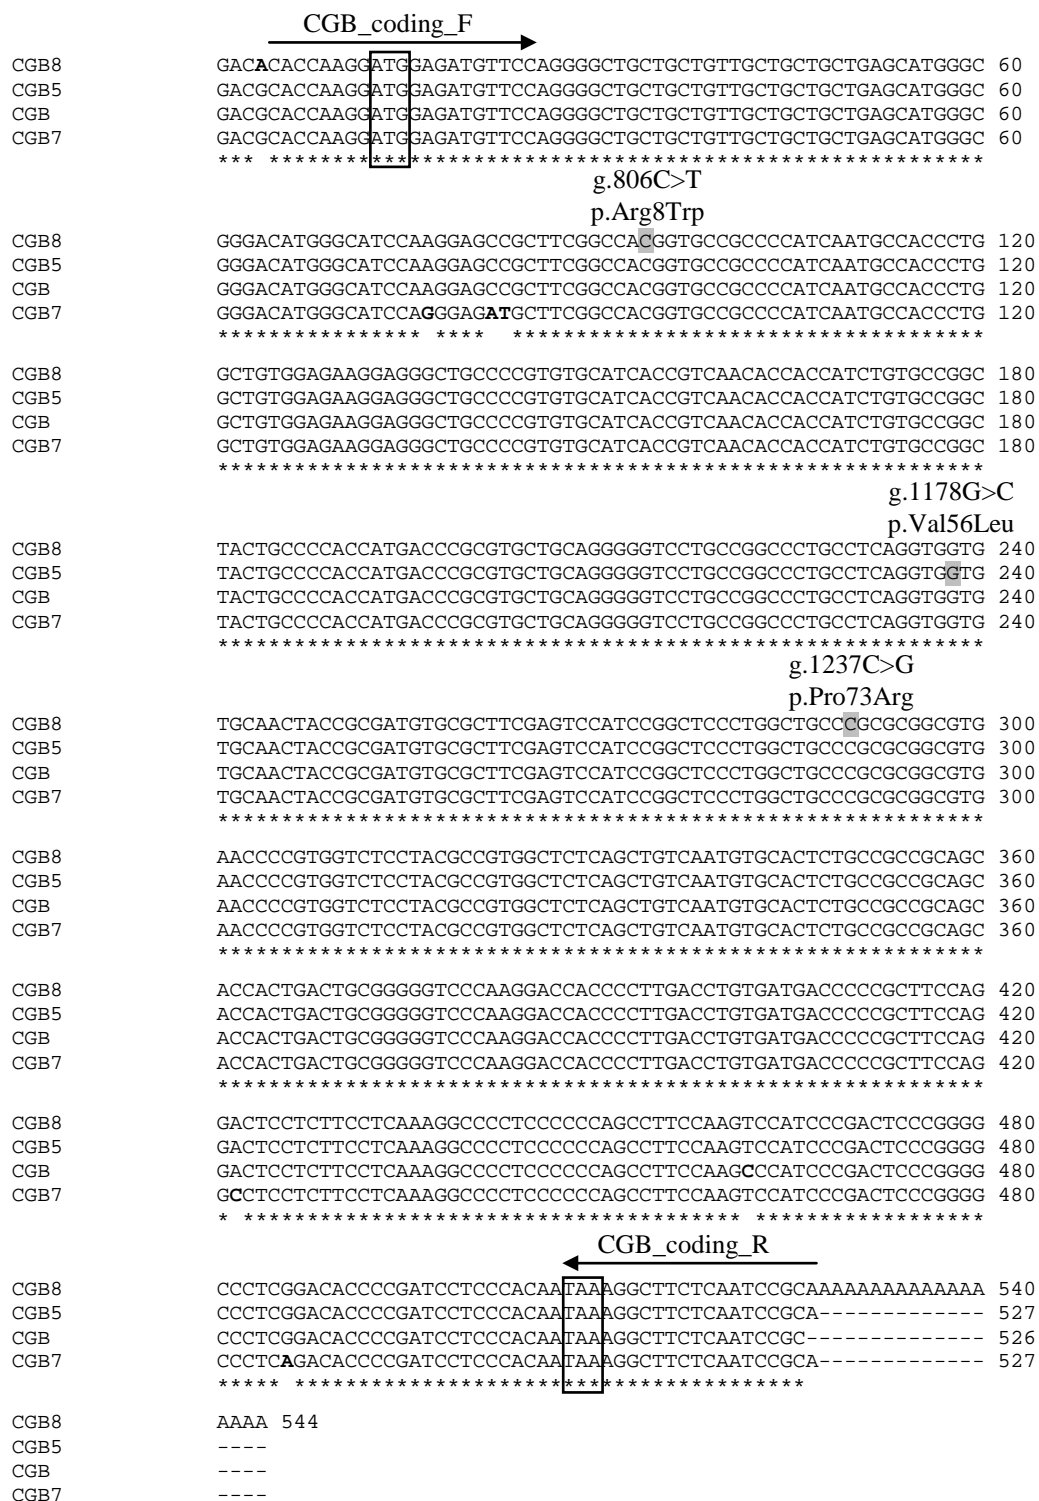 CGB_coding_F
CGB8 GACACACCAAGGATGGAGATGTTCCAGGGGCTGCTGCTGTTGCTGCTGCTGAGCATGGGC 60
CGB5 GACGCACCAAGGATGGAGATGTTCCAGGGGCTGCTGCTGTTGCTGCTGCTGAGCATGGGC 60
CGB GACGCACCAAGGATGGAGATGTTCCAGGGGCTGCTGCTGTTGCTGCTGCTGAGCATGGGC 60
CGB7 GACGCACCAAGGATGGAGATGTTCCAGGGGCTGCTGCTGTTGCTGCTGCTGAGCATGGGC 60
*** ********************************************************
g.806C>T
p.Arg8Trp
CGB8 GGGACATGGGCATCCAAGGAGCCGCTTCGGCCACGGTGCCGCCCCATCAATGCCACCCTG 120
CGB5 GGGACATGGGCATCCAAGGAGCCGCTTCGGCCACGGTGCCGCCCCATCAATGCCACCCTG 120
CGB GGGACATGGGCATCCAAGGAGCCGCTTCGGCCACGGTGCCGCCCCATCAATGCCACCCTG 120
CGB7 GGGACATGGGCATCCAGGGAGATGCTTCGGCCACGGTGCCGCCCCATCAATGCCACCCTG 120
**************** ****  *************************************
CGB8 GCTGTGGAGAAGGAGGGCTGCCCCGTGTGCATCACCGTCAACACCACCATCTGTGCCGGC 180
CGB5 GCTGTGGAGAAGGAGGGCTGCCCCGTGTGCATCACCGTCAACACCACCATCTGTGCCGGC 180
CGB GCTGTGGAGAAGGAGGGCTGCCCCGTGTGCATCACCGTCAACACCACCATCTGTGCCGGC 180
CGB7 GCTGTGGAGAAGGAGGGCTGCCCCGTGTGCATCACCGTCAACACCACCATCTGTGCCGGC 180
************************************************************
g.1178G>C
p.Val56Leu
CGB8 TACTGCCCCACCATGACCCGCGTGCTGCAGGGGGTCCTGCCGGCCCTGCCTCAGGTGGTG 240
CGB5 TACTGCCCCACCATGACCCGCGTGCTGCAGGGGGTCCTGCCGGCCCTGCCTCAGGTGGTG 240
CGB TACTGCCCCACCATGACCCGCGTGCTGCAGGGGGTCCTGCCGGCCCTGCCTCAGGTGGTG 240
CGB7 TACTGCCCCACCATGACCCGCGTGCTGCAGGGGGTCCTGCCGGCCCTGCCTCAGGTGGTG 240
************************************************************
g.1237C>G
p.Pro73Arg
CGB8 TGCAACTACCGCGATGTGCGCTTCGAGTCCATCCGGCTCCCTGGCTGCCCGCGCGGCGTG 300
CGB5 TGCAACTACCGCGATGTGCGCTTCGAGTCCATCCGGCTCCCTGGCTGCCCGCGCGGCGTG 300
CGB TGCAACTACCGCGATGTGCGCTTCGAGTCCATCCGGCTCCCTGGCTGCCCGCGCGGCGTG 300
CGB7 TGCAACTACCGCGATGTGCGCTTCGAGTCCATCCGGCTCCCTGGCTGCCCGCGCGGCGTG 300
************************************************************
CGB8 AACCCCGTGGTCTCCTACGCCGTGGCTCTCAGCTGTCAATGTGCACTCTGCCGCCGCAGC 360
CGB5 AACCCCGTGGTCTCCTACGCCGTGGCTCTCAGCTGTCAATGTGCACTCTGCCGCCGCAGC 360
CGB AACCCCGTGGTCTCCTACGCCGTGGCTCTCAGCTGTCAATGTGCACTCTGCCGCCGCAGC 360
CGB7 AACCCCGTGGTCTCCTACGCCGTGGCTCTCAGCTGTCAATGTGCACTCTGCCGCCGCAGC 360
************************************************************
CGB8 ACCACTGACTGCGGGGGTCCCAAGGACCACCCCTTGACCTGTGATGACCCCCGCTTCCAG 420
CGB5 ACCACTGACTGCGGGGGTCCCAAGGACCACCCCTTGACCTGTGATGACCCCCGCTTCCAG 420
CGB ACCACTGACTGCGGGGGTCCCAAGGACCACCCCTTGACCTGTGATGACCCCCGCTTCCAG 420
CGB7 ACCACTGACTGCGGGGGTCCCAAGGACCACCCCTTGACCTGTGATGACCCCCGCTTCCAG 420
************************************************************
CGB8 GACTCCTCTTCCTCAAAGGCCCCTCCCCCCAGCCTTCCAAGTCCATCCCGACTCCCGGGG 480
CGB5 GACTCCTCTTCCTCAAAGGCCCCTCCCCCCAGCCTTCCAAGTCCATCCCGACTCCCGGGG 480
CGB GACTCCTCTTCCTCAAAGGCCCCTCCCCCCAGCCTTCCAAGCCCATCCCGACTCCCGGGG 480
CGB7 GCCTCCTCTTCCTCAAAGGCCCCTCCCCCCAGCCTTCCAAGTCCATCCCGACTCCCGGGG 480
* *************************************** ******************
CGB_coding_R
CGB8 CCCTCGGACACCCCGATCCTCCCACAATAAAGGCTTCTCAATCCGCAAAAAAAAAAAAAA 540
CGB5 CCCTCGGACACCCCGATCCTCCCACAATAAAGGCTTCTCAATCCGCA------------- 527
CGB CCCTCGGACACCCCGATCCTCCCACAATAAAGGCTTCTCAATCCGC-------------- 526
CGB7 CCCTCAGACACCCCGATCCTCCCACAATAAAGGCTTCTCAATCCGCA------------- 527
***** ****************************************
CGB8 AAAA 544
CGB5 ----
CGB ----
CGB7 ----